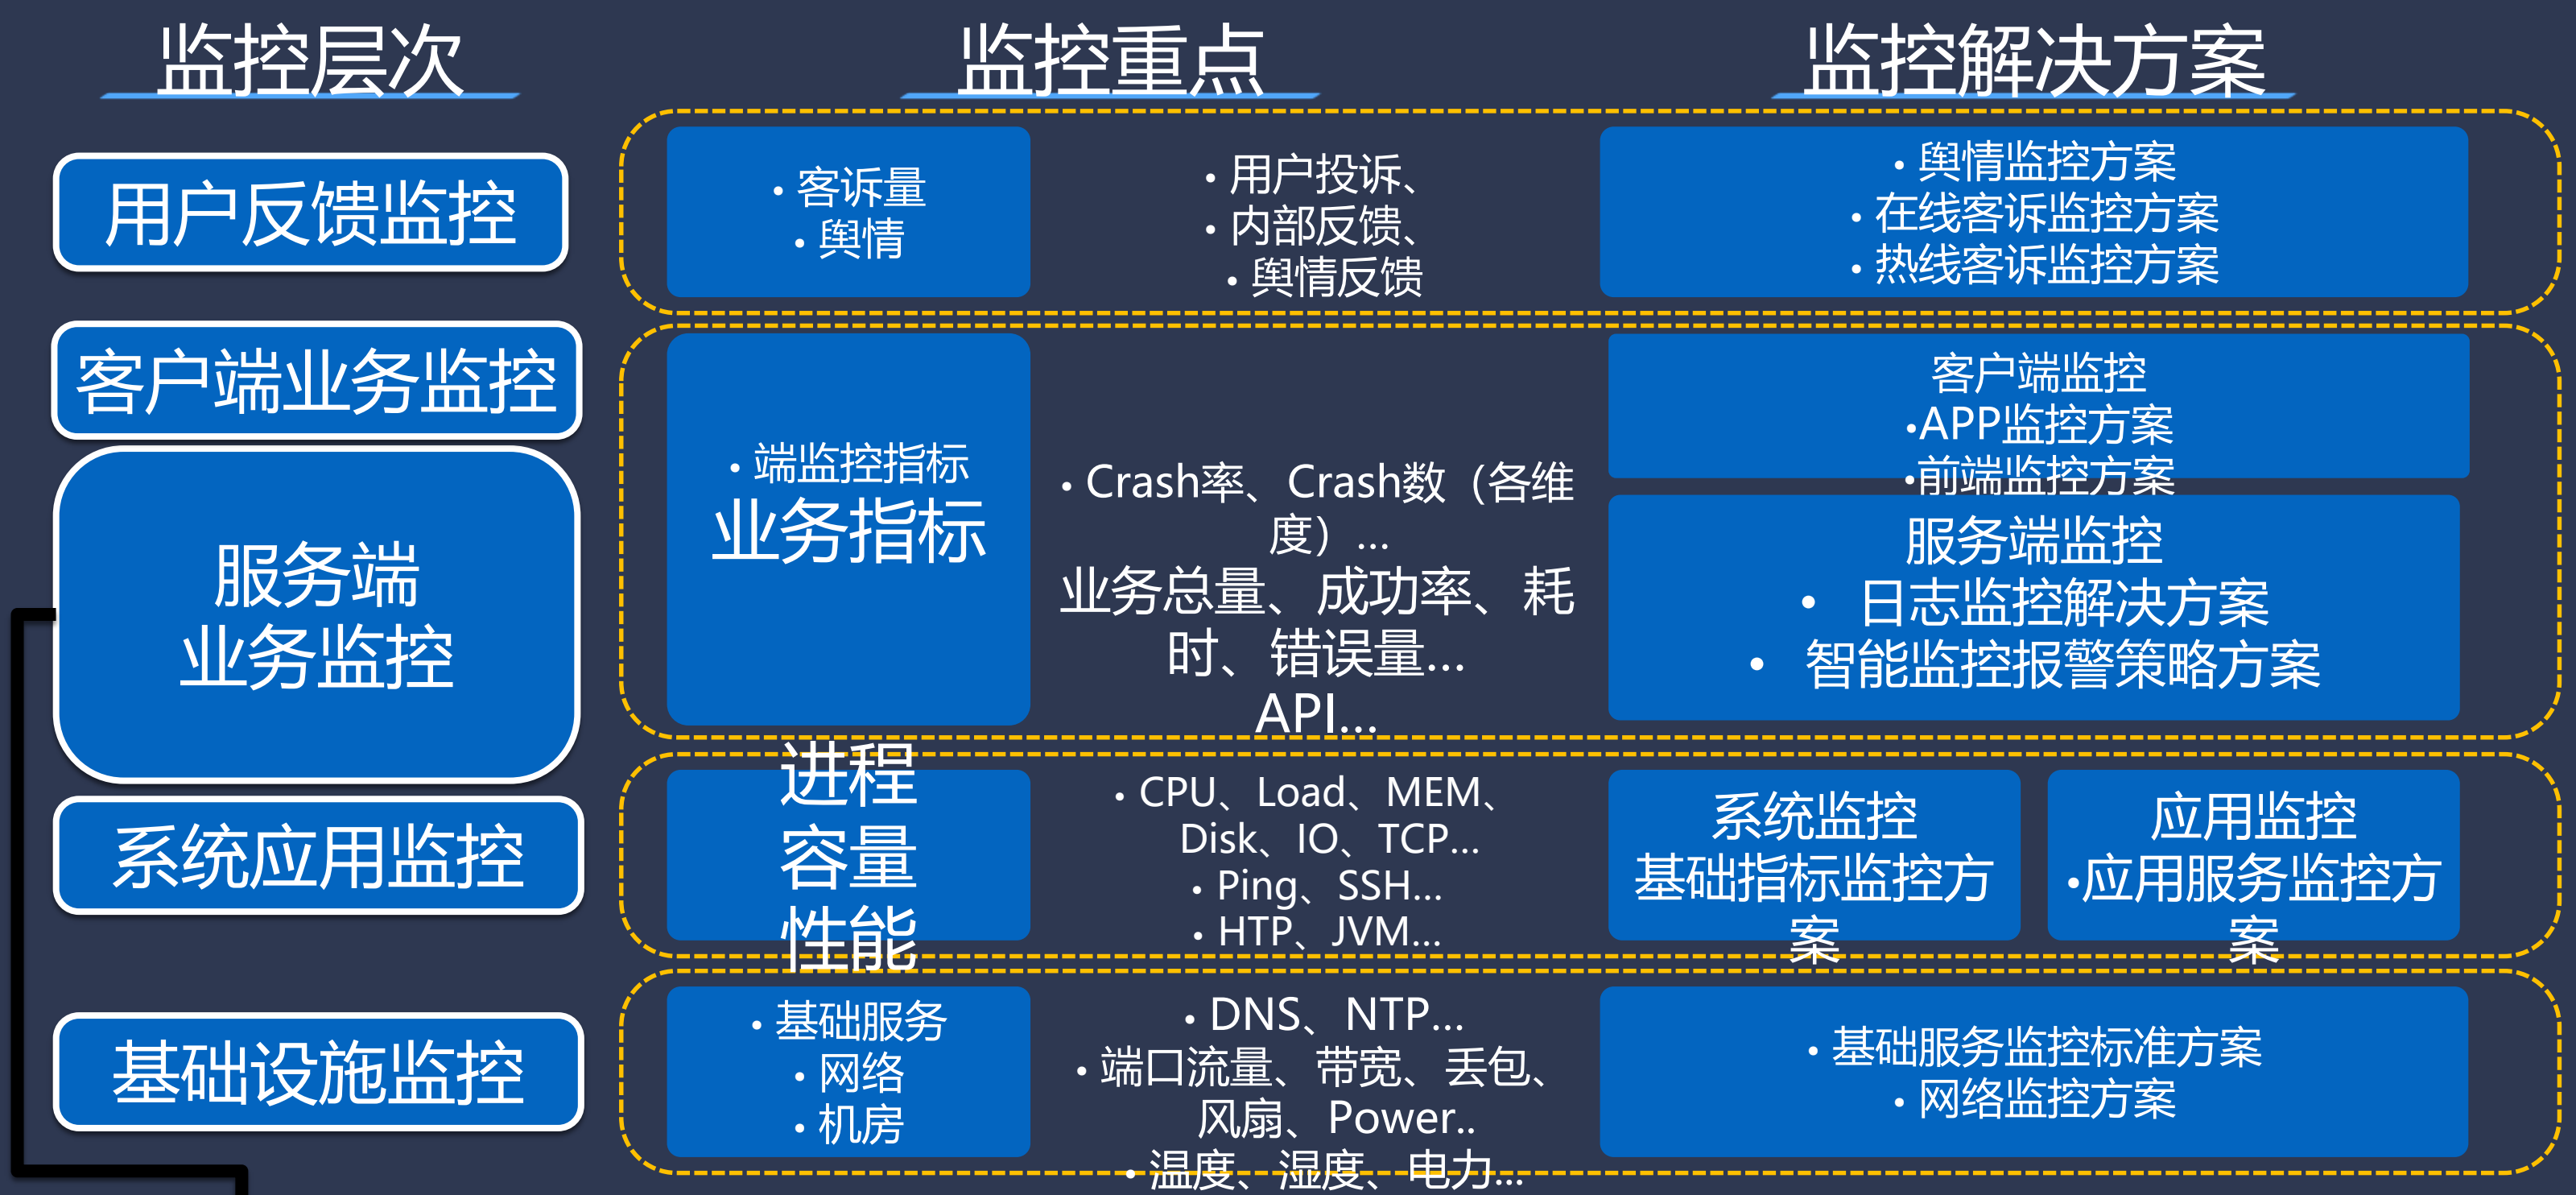 监控层次
监控重点
监控解决方案
用户反馈监控
• 客诉量
• 舆情
• 用户投诉、
• 内部反馈、
• 舆情反馈
• 舆情监控方案
• 在线客诉监控方案
• 热线客诉监控方案
客户端业务监控
服务端
业务监控
• 端监控指标
业务指标
• Crash率、Crash数（各维
度）...
业务总量、成功率、耗
时、错误量...
API...
客户端监控
•APP监控方案
•前端监控方案
服务端监控
• 日志监控解决方案
• 智能监控报警策略方案
系统应用监控
进程
容量
性能
• CPU、Load、MEM、
Disk、IO、TCP...
• Ping、SSH...
• HTP、JVM...
系统监控
基础指标监控方
案
应用监控
•应用服务监控方
案
基础设施监控
• 基础服务
• 网络
• 机房
• DNS、NTP...
• 端口流量、带宽、丢包、
风扇、Power..
• 温度、湿度、电力...
• 基础服务监控标准方案
• 网络监控方案